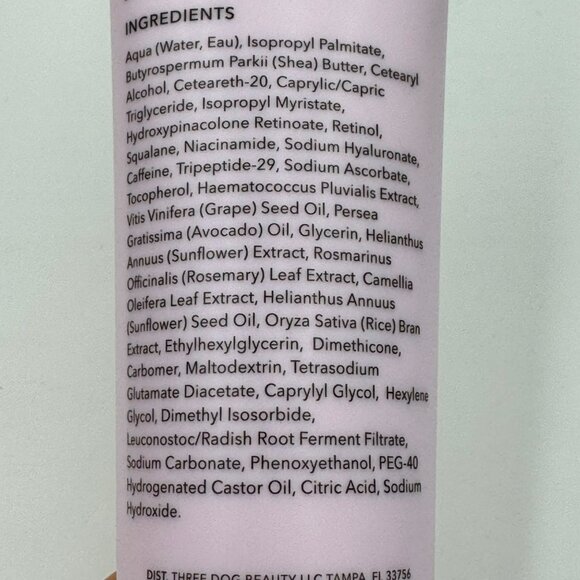 INGREDIENTS
Aqua (Water, Eau), Isopropyl Palmitate,
Butyrospermum Parkii (Shea) Butter, Cetearyl
Alcohol, Ceteareth-20, Caprylic/Capric
Triglyceride, Isopropyl Myristate,
Hydroxypinacolone Retinoate, Retinol,
Squalane, Niacinamide, Sodium Hyaluronate,
Caffeine, Tripeptide-29, Sodium Ascorbate,
Tocopherol, Haematococcus Pluvialis Extract,
Vitis Vinifera (Grape) Seed Oil, Persea
Gratissima (Avocado) Oil, Glycerin, Helianthus
Annuus (Sunflower) Extract, Rosmarinus
Officinalis (Rosemary) Leaf Extract, Camellia
Oleifera Leaf Extract, Helianthus Annuus
(Sunflower) Seed Oil, Oryza Sativa (Rice) Bran
Extract, Ethylhexylglycerin, Dimethicone,
Carbomer, Maltodextrin, Tetrasodium
Glutamate Diacetate, Caprylyl Glycol, Hexylene
Glycol, Dimethyl Isosorbide,
Leuconostoc/Radish Root Ferment Filtrate,
Sodium Carbonate, Phenoxyethanol, PEG-40
Hydrogenated Castor Oil, Citric Acid, Sodium
Hydroxide.
DIST. THREE DOG BEAUTY LLC TAMPA, FL 33756